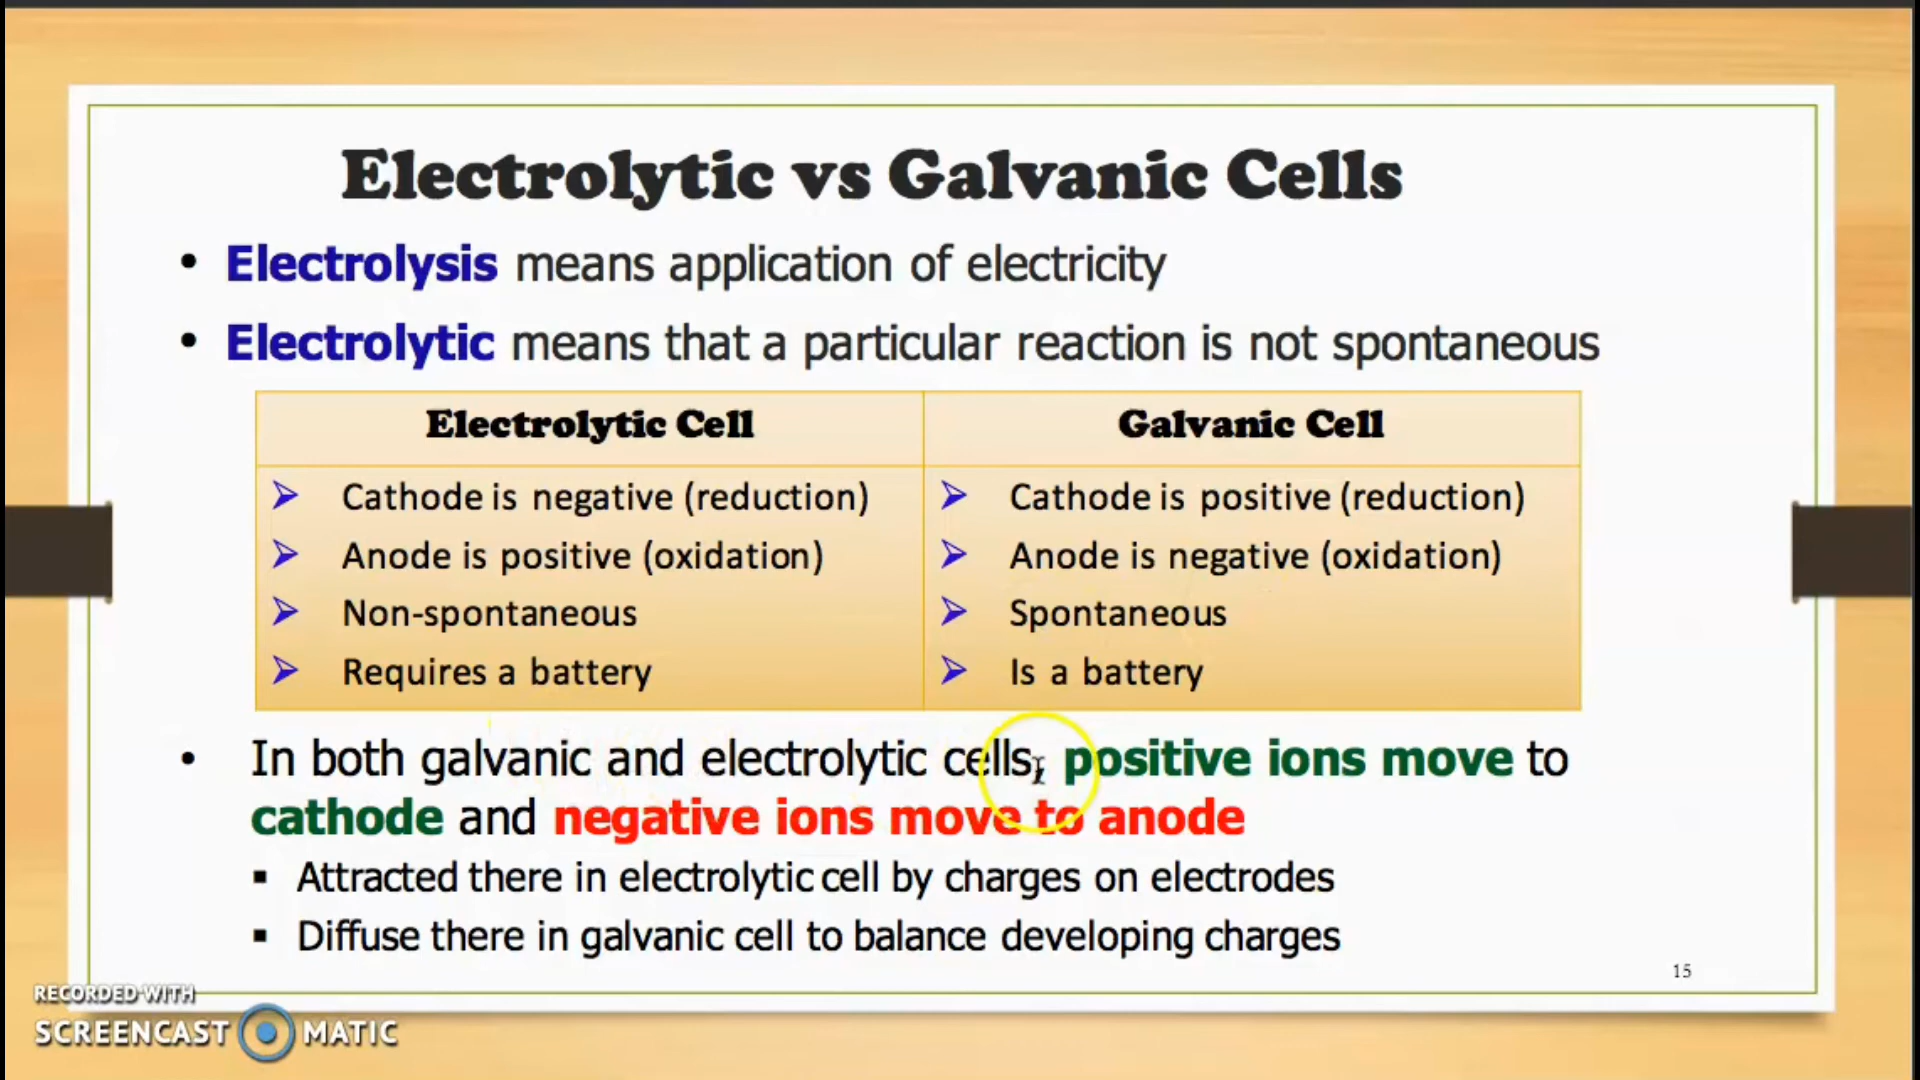 Electrolytic vs Galvanic Cells
• Electrolysis means application of electricity
• Electrolytic means that a particular reaction is not spontaneous
Electrolytic Cell
➢ Cathode is negative (reduction)
➢ Anode is positive (oxidation)
➢ Non-spontaneous
➢ Requires a battery
Galvanic Cell
➢ Cathode is positive (reduction)
➢ Anode is negative (oxidation)
➢ Spontaneous
➢ Is a battery
• In both galvanic and electrolytic cells, positive ions move to
cathode and negative ions move to anode
▪ Attracted there in electrolytic cell by charges on electrodes
▪ Diffuse there in galvanic cell to balance developing charges
15
RECORDED WITH
SCREENCAST MATIC